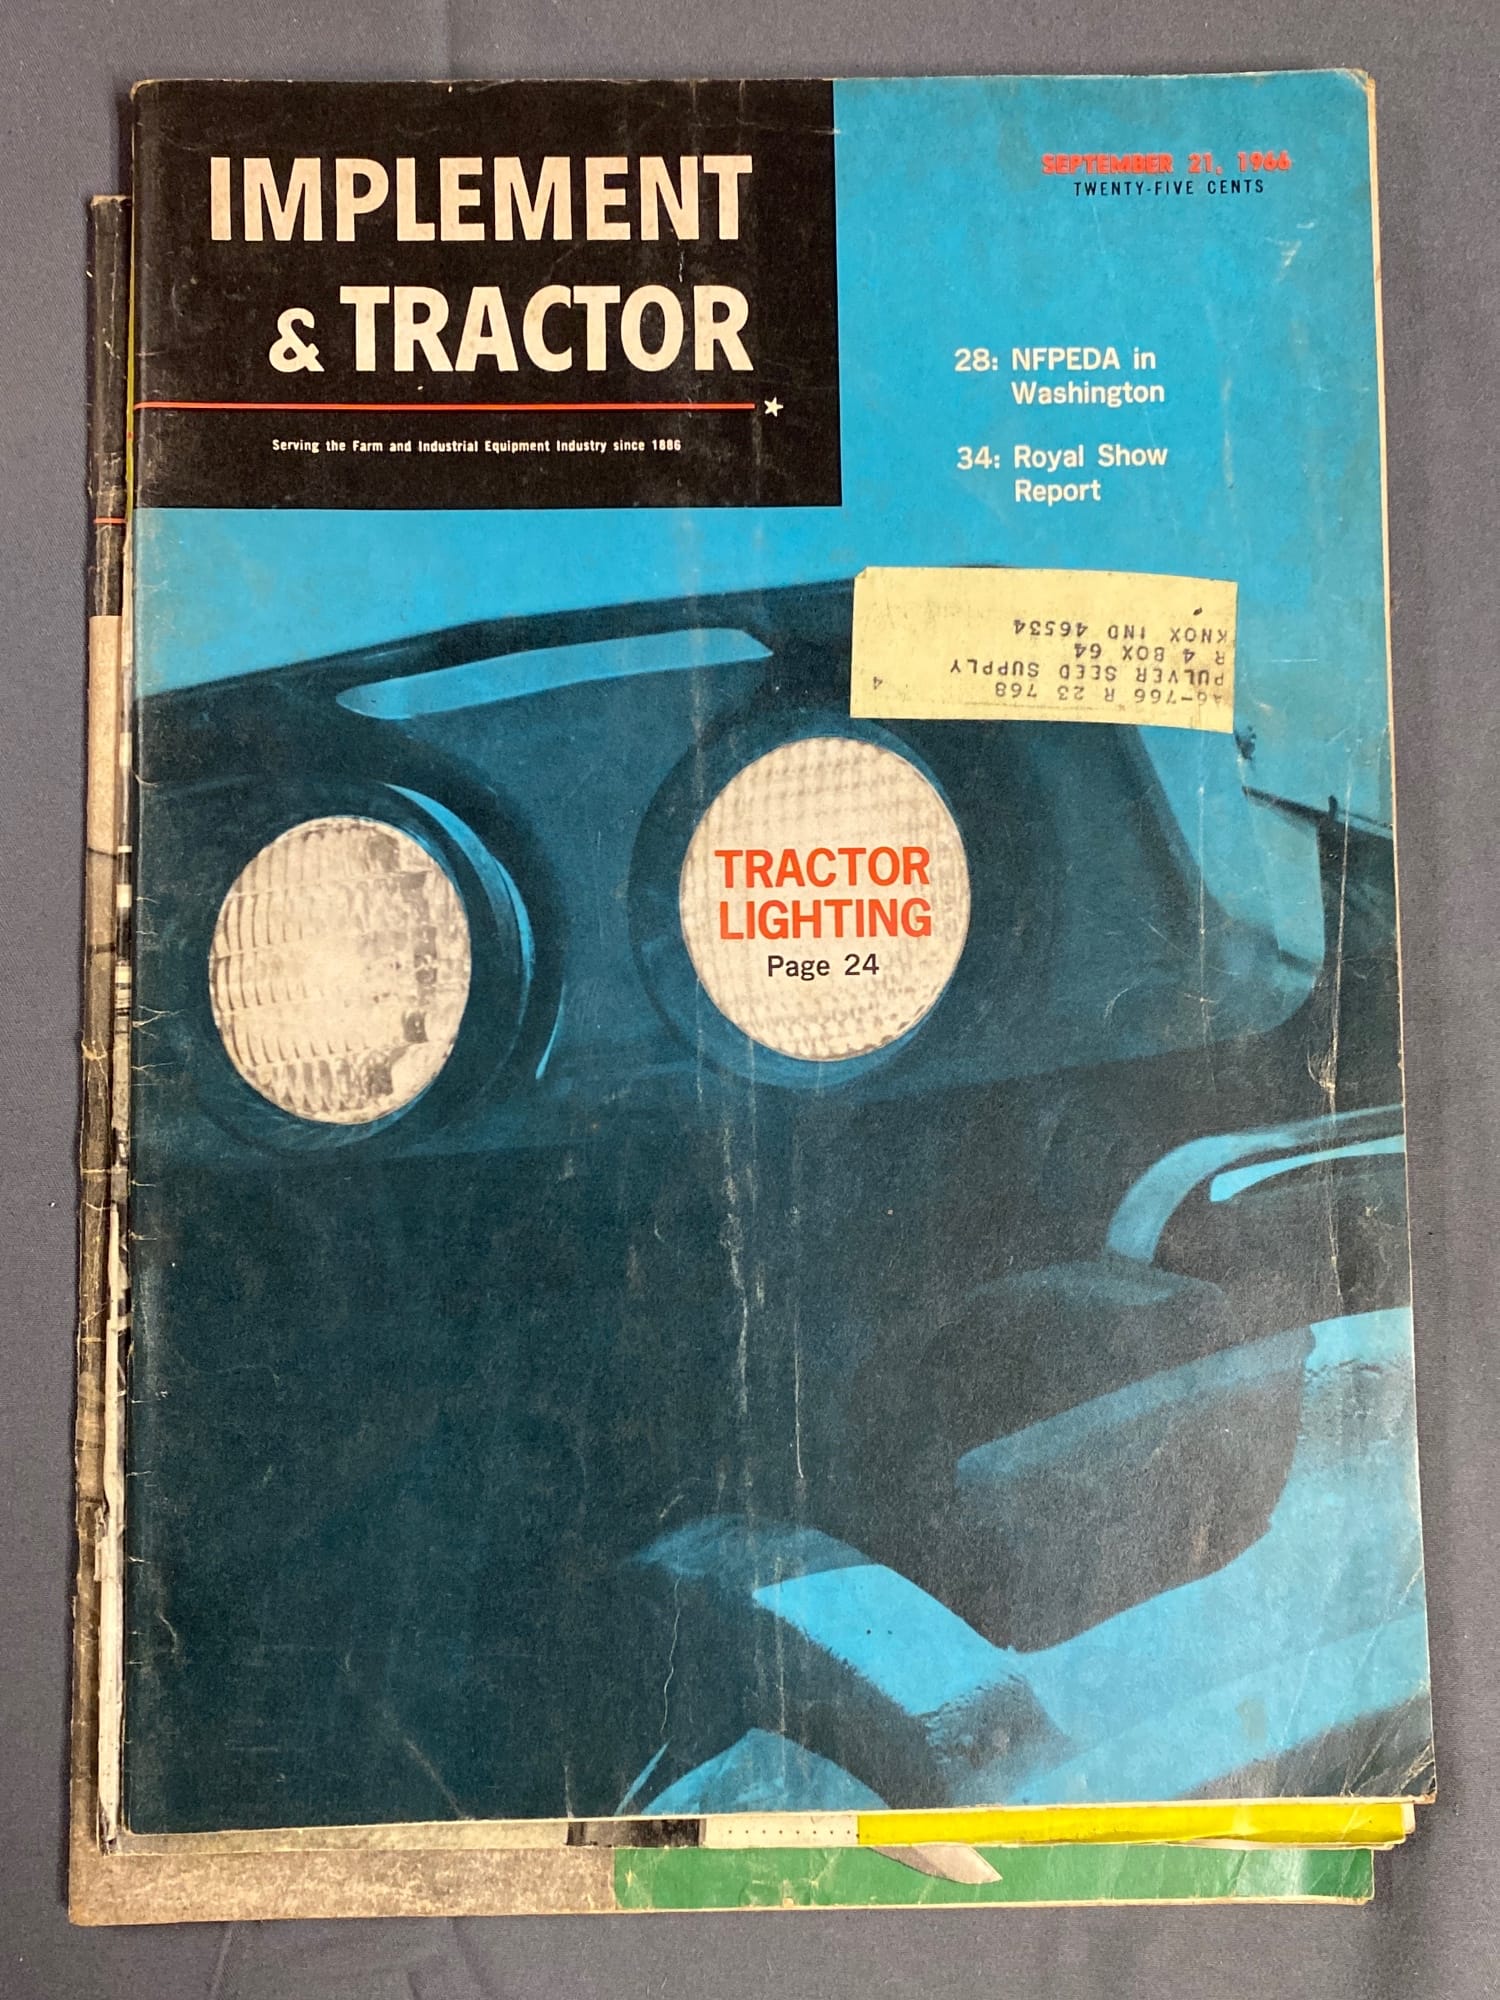 IMPLEMENT
& TRACTOR
Serving the Farm and Industrial Equipment Industry since 1886
SEPTEMBER 21, 1966
TWENTY-FIVE CENTS
28: NFPEDA in
Washington
34: Royal Show
Report
A6-766 R 23 768
PULVER SEED SUPPLY 4
R 4 BOX 64
KNOX IND 46534
TRACTOR
LIGHTING
Page 24